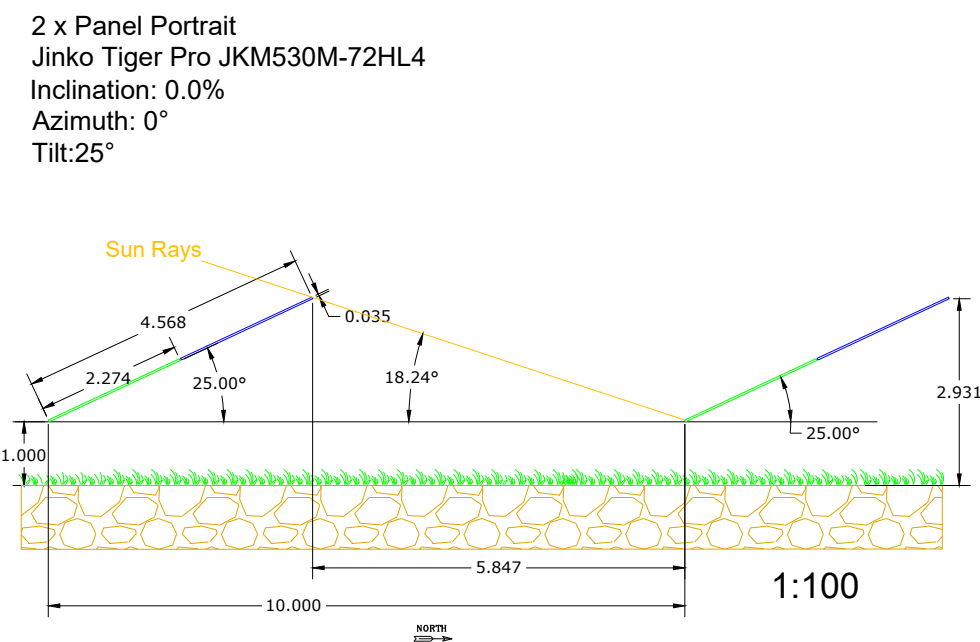 2 x Panel Portrait
Jinko Tiger Pro JKM530M-72HL4
Inclination: 0.0%
Azimuth: 0°
Tilt:25°
Sun Rays
0.035
4.568
2.274
25.00°
18.24°
2.931
25.00°
1.000
5.847
1:100
10.000
NORTH